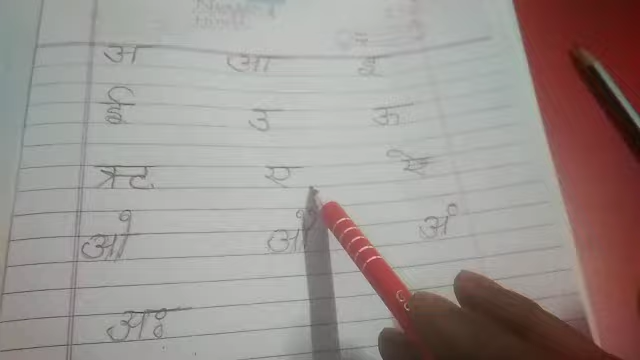 अ आ इ
ई उ ऊ
ऋ ए ऐ
ओ औ अं
अः